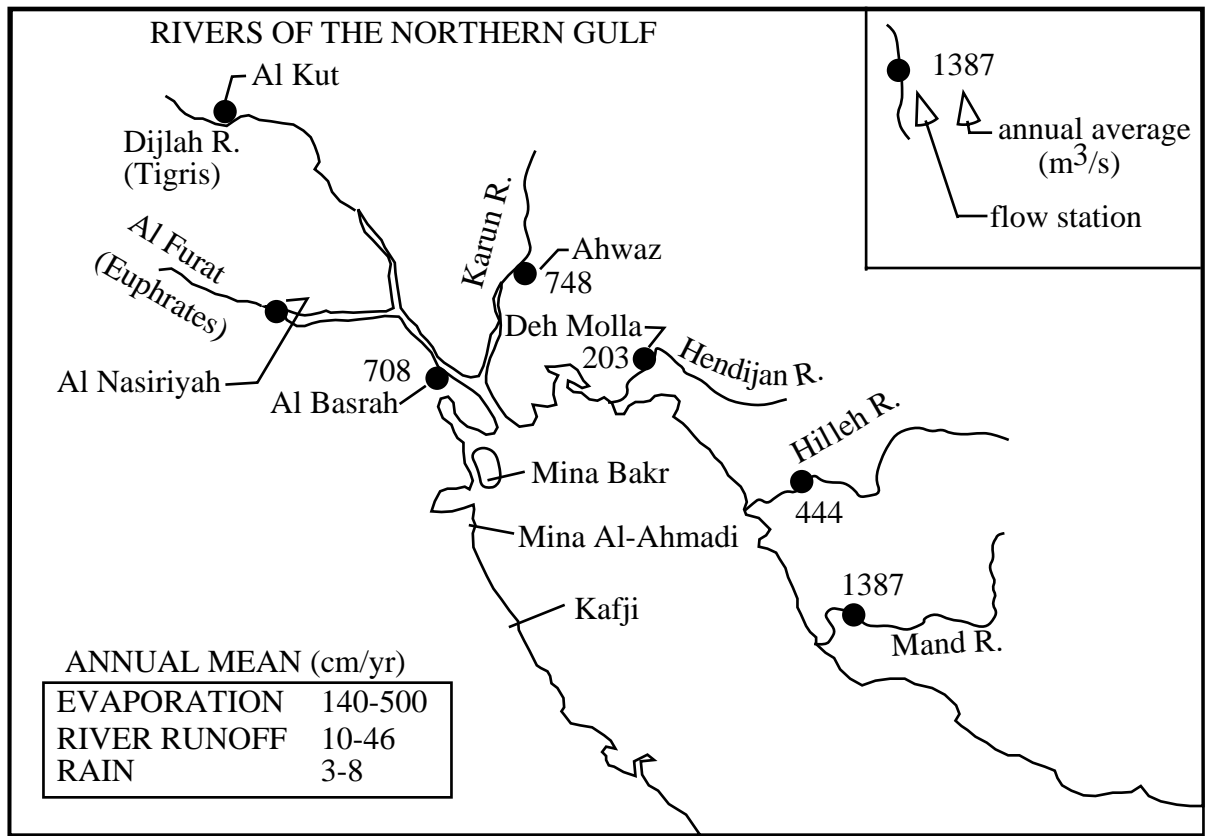 RIVERS OF THE NORTHERN GULF
Al Kut
Dijlah R.
(Tigris)
Al Furat
(Euphrates)
Al Nasiriyah
Karun R.
Ahwaz
748
Deh Molla
203
Hendijan R.
708
Al Basrah
Hilleh R.
444
Mina Bakr
Mina Al-Ahmadi
1387
Mand R.
Kafji
1387
annual average
(m³/s)
flow station
ANNUAL MEAN (cm/yr)
EVAPORATION 140-500
RIVER RUNOFF 10-46
RAIN 3-8